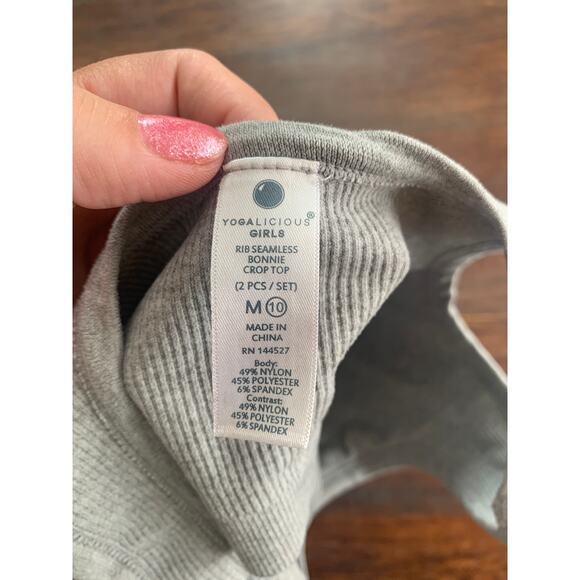 YOGALICIOUS®
GIRLS
RIB SEAMLESS
BONNIE
CROP TOP
(2 PCS / SET)
M 10
MADE IN
CHINA
RN 144527
Body:
49% NYLON
45% POLYESTER
6% SPANDEX
Contrast:
49% NYLON
45% POLYESTER
6% SPANDEX